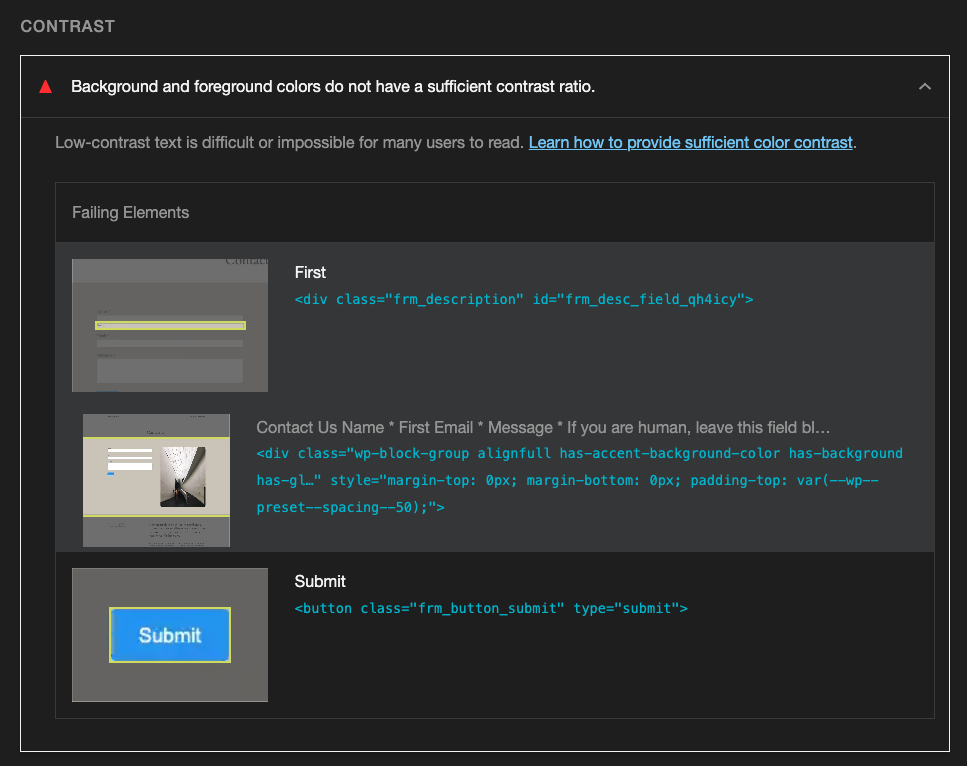 CONTRAST
Background and foreground colors do not have a sufficient contrast ratio.
Low-contrast text is difficult or impossible for many users to read. Learn how to provide sufficient color contrast.
Failing Elements
First
<div class="frm_description" id="frm_desc_field_qh4icy">
Contact Us Name * First Email * Message * If you are human, leave this field bl…
<div class="wp-block-group alignfull has-accent-background-color has-background
has-gl…" style="margin-top: 0px; margin-bottom: 0px; padding-top: var(--wp--
preset--spacing--50);">
Submit
Submit
<button class="frm_button_submit" type="submit">